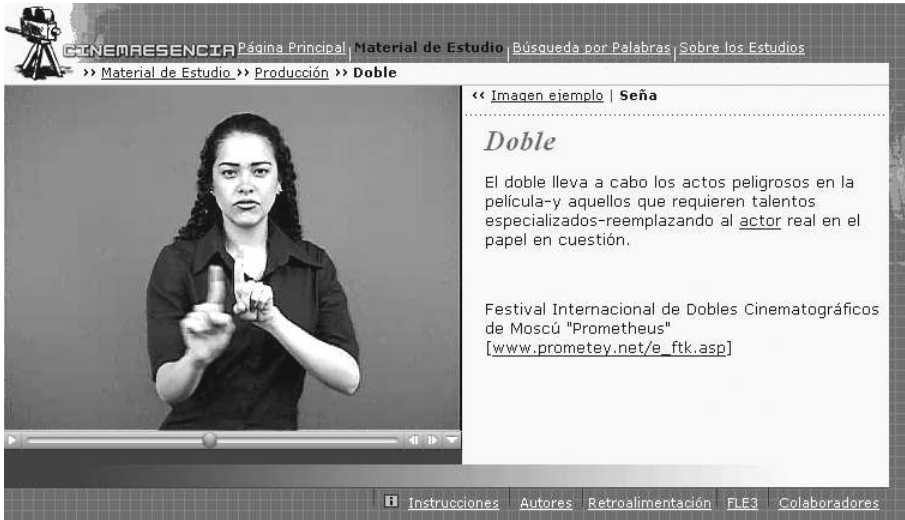 CINEMAESENCIA Página Principal | Material de Estudio | Búsqueda por Palabras | Sobre los Estudios
>> Material de Estudio >> Producción >> Doble
<< Imagen ejemplo | Seña
Doble
El doble lleva a cabo los actos peligrosos en la
película-y aquellos que requieren talentos
especializados-reemplazando al actor real en el
papel en cuestión.
Festival Internacional de Dobles Cinematográficos
de Moscú "Prometheus"
[www.prometey.net/e_ftk.asp]
i Instrucciones Autores Retroalimentación FLE3 Colaboradores